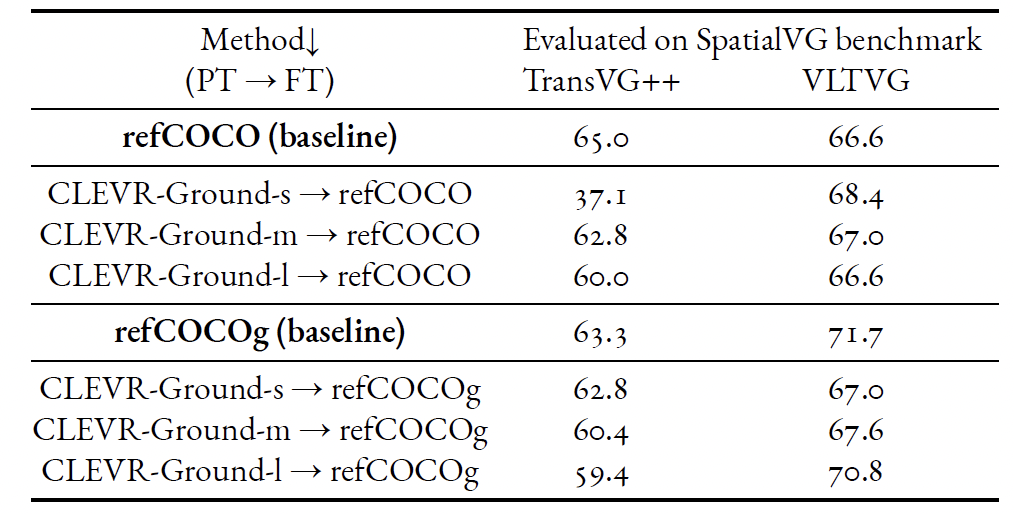 Method↓ Evaluated on SpatialVG benchmark
(PT → FT) TransVG++ VLTVG
refCOCO (baseline) 65.0 66.6
CLEVR-Ground-s → refCOCO 37.1 68.4
CLEVR-Ground-m → refCOCO 62.8 67.0
CLEVR-Ground-l → refCOCO 60.0 66.6
refCOCOg (baseline) 63.3 71.7
CLEVR-Ground-s → refCOCOg 62.8 67.0
CLEVR-Ground-m → refCOCOg 60.4 67.6
CLEVR-Ground-l → refCOCOg 59.4 70.8